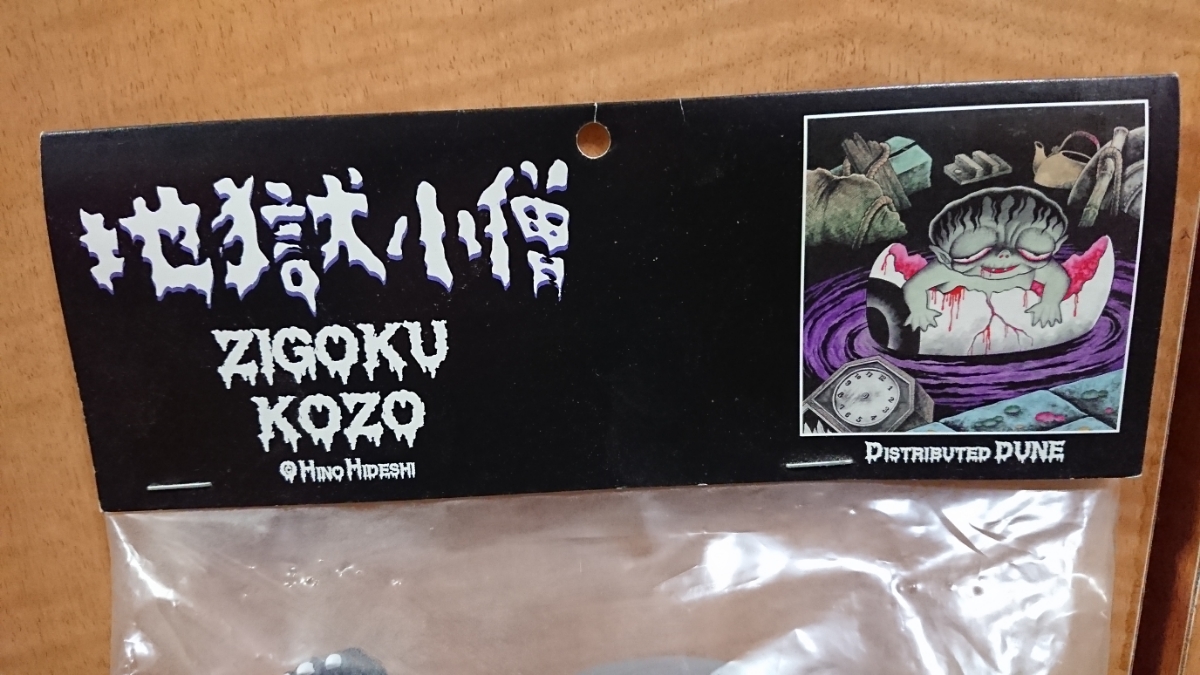 地獄小僧
ZIGOKU
KOZO
© HINO HIDESHI
DISTRIBUTED DUNE